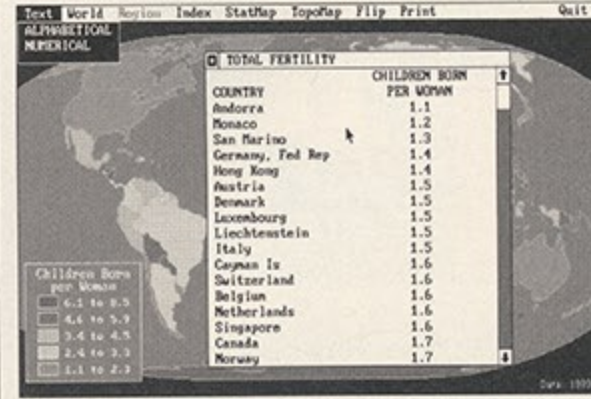 Text World Region Index StatMap TopoMap Flip Print Quit
ALPHABETICAL
NUMERICAL
TOTAL FERTILITY
CHILDREN BORN
COUNTRY PER WOMAN
Andorra 1.1
Monaco 1.2
San Marino 1.3
Germany, Fed Rep 1.4
Hong Kong 1.4
Austria 1.5
Denmark 1.5
Luxembourg 1.5
Liechtenstein 1.5
Italy 1.5
Cayman Is 1.6
Switzerland 1.6
Belgium 1.6
Netherlands 1.6
Singapore 1.6
Canada 1.7
Norway 1.7
Children Born
per Woman
6.1 to 8.5
4.6 to 5.9
3.4 to 4.5
2.4 to 3.3
1.1 to 2.3
Data: